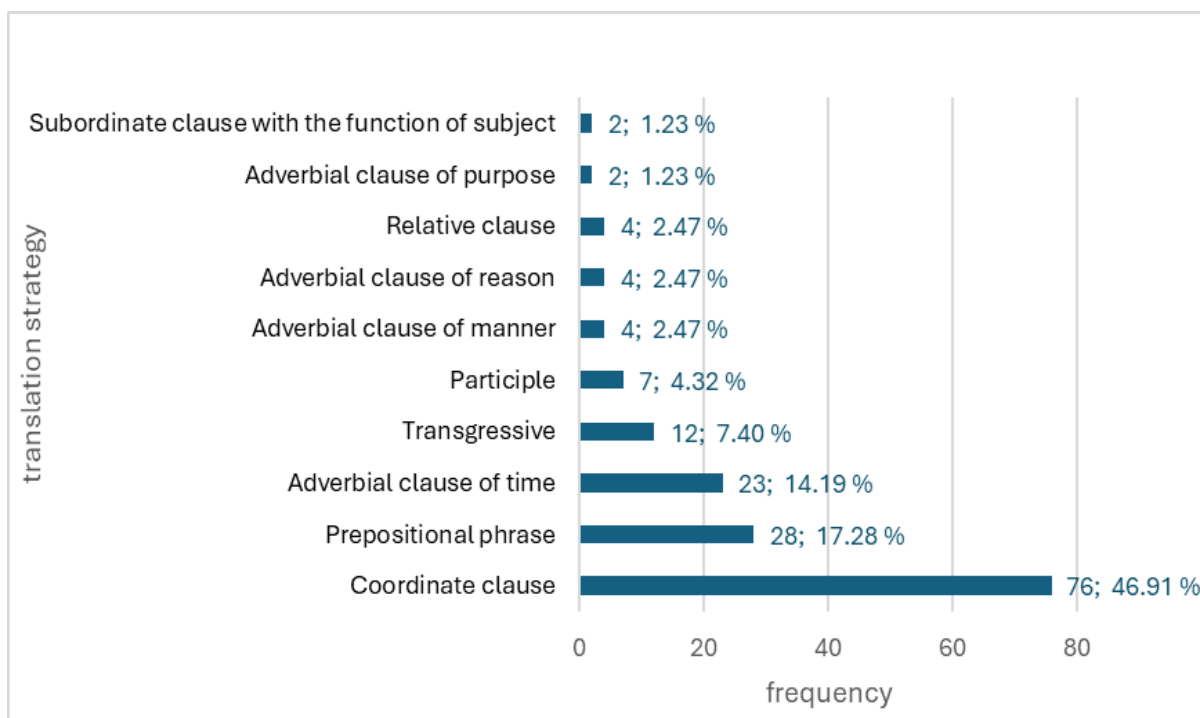 translation strategy
Subordinate clause with the function of subject 2; 1.23 %
Adverbial clause of purpose 2; 1.23 %
Relative clause 4; 2.47 %
Adverbial clause of reason 4; 2.47 %
Adverbial clause of manner 4; 2.47 %
Participle 7; 4.32 %
Transgressive 12; 7.40 %
Adverbial clause of time 23; 14.19 %
Prepositional phrase 28; 17.28 %
Coordinate clause 76; 46.91 %
0 20 40 60 80
frequency